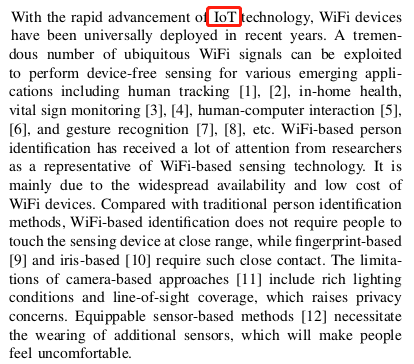 With the rapid advancement of IoT technology, WiFi devices
have been universally deployed in recent years. A tremen-
dous number of ubiquitous WiFi signals can be exploited
to perform device-free sensing for various emerging appli-
cations including human tracking [1], [2], in-home health,
vital sign monitoring [3], [4], human-computer interaction [5],
[6], and gesture recognition [7], [8], etc. WiFi-based person
identification has received a lot of attention from researchers
as a representative of WiFi-based sensing technology. It is
mainly due to the widespread availability and low cost of
WiFi devices. Compared with traditional person identification
methods, WiFi-based identification does not require people to
touch the sensing device at close range, while fingerprint-based
[9] and iris-based [10] require such close contact. The limita-
tions of camera-based approaches [11] include rich lighting
conditions and line-of-sight coverage, which raises privacy
concerns. Equippable sensor-based methods [12] necessitate
the wearing of additional sensors, which will make people
feel uncomfortable.